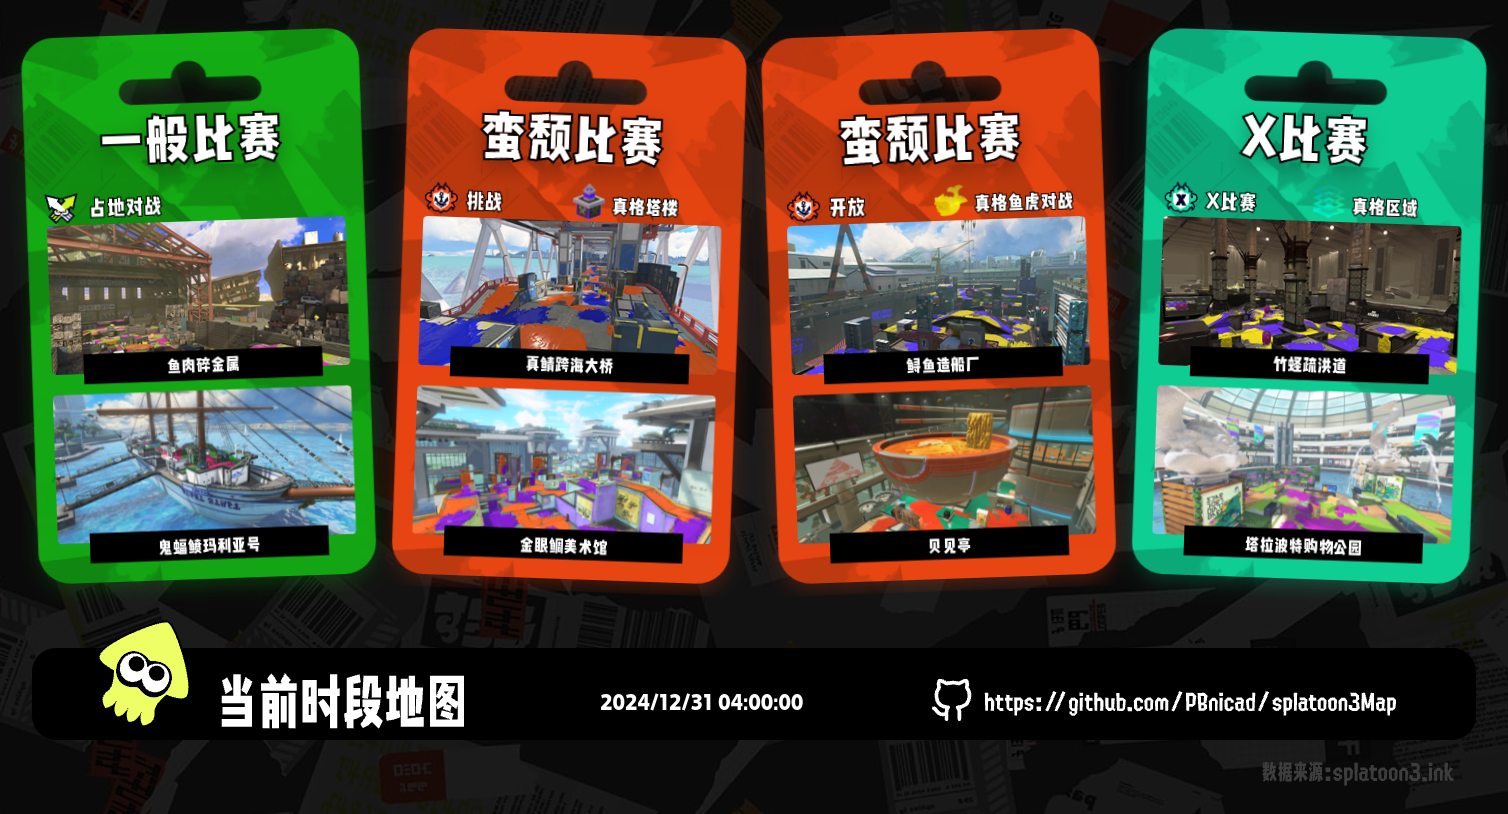 一般比赛
占地对战
鱼肉碎金属
鬼蝠鲼玛利亚号
蛮颓比赛
挑战
真格塔楼
真鲭跨海大桥
金眼鲷美术馆
蛮颓比赛
开放
真格鱼虎对战
鲟鱼造船厂
贝贝亭
X比赛
X比赛
真格区域
竹蛏疏洪道
塔拉波特购物公园
当前时段地图
2024/12/31 04:00:00
https://github.com/PBnicad/splatoon3Map
数据来源:splatoon3.ink